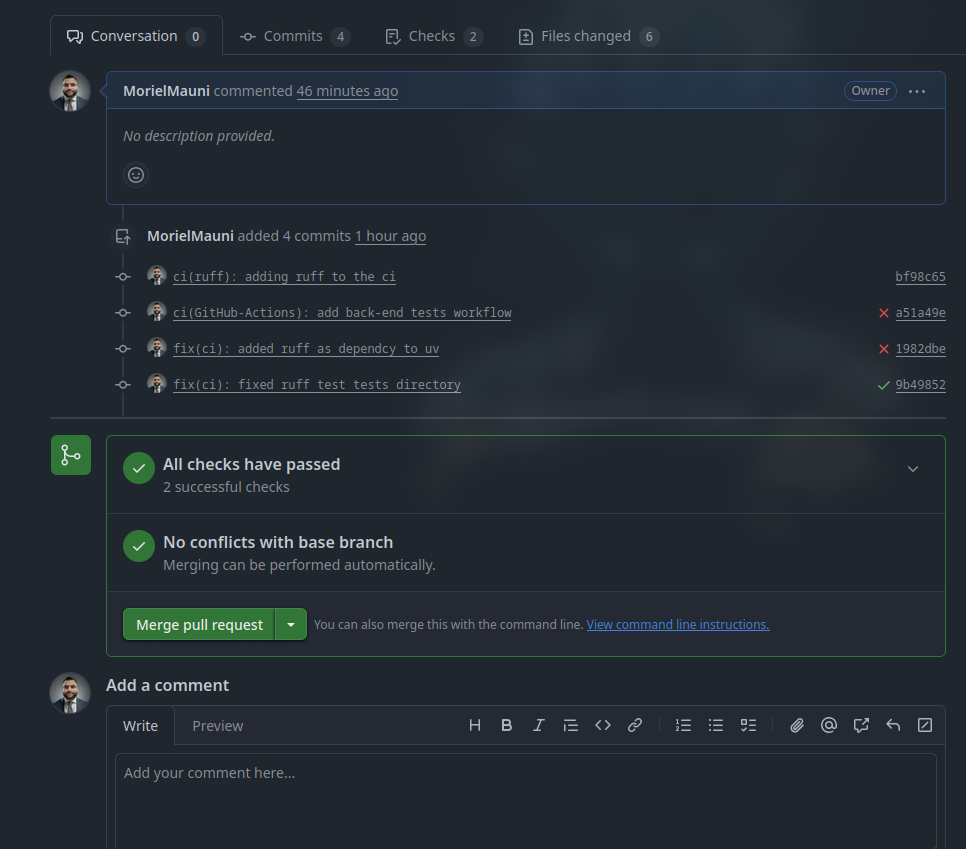 Conversation 0 Commits 4 Checks 2 Files changed 6
MorielMauni commented 46 minutes ago Owner
No description provided.
MorielMauni added 4 commits 1 hour ago
ci(ruff): adding ruff to the ci bf98c65
ci(GitHub-Actions): add back-end tests workflow a51a49e
fix(ci): added ruff as dependcy to uv 1982dbe
fix(ci): fixed ruff test tests directory 9b49852
All checks have passed
2 successful checks
No conflicts with base branch
Merging can be performed automatically.
Merge pull request You can also merge this with the command line. View command line instructions.
Add a comment
Write Preview
Add your comment here...